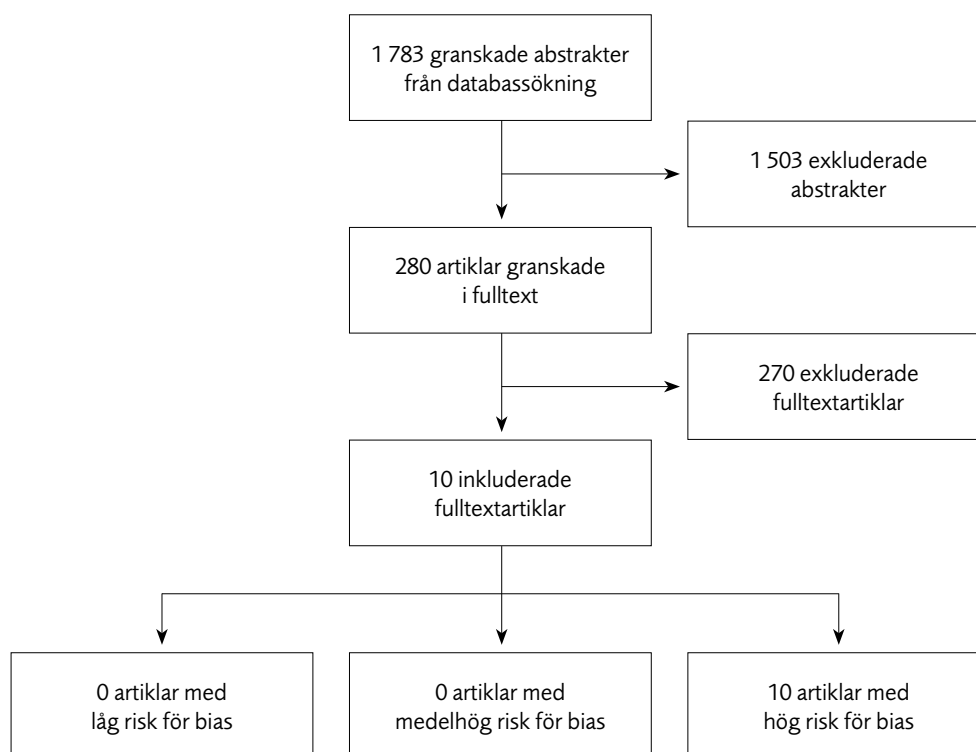 1 783 granskade abstrakter
från databassökning
1 503 exkluderade
abstrakter
280 artiklar granskade
i fulltext
270 exkluderade
fulltextartiklar
10 inkluderade
fulltextartiklar
0 artiklar med
låg risk för bias
0 artiklar med
medelhög risk för bias
10 artiklar med
hög risk för bias